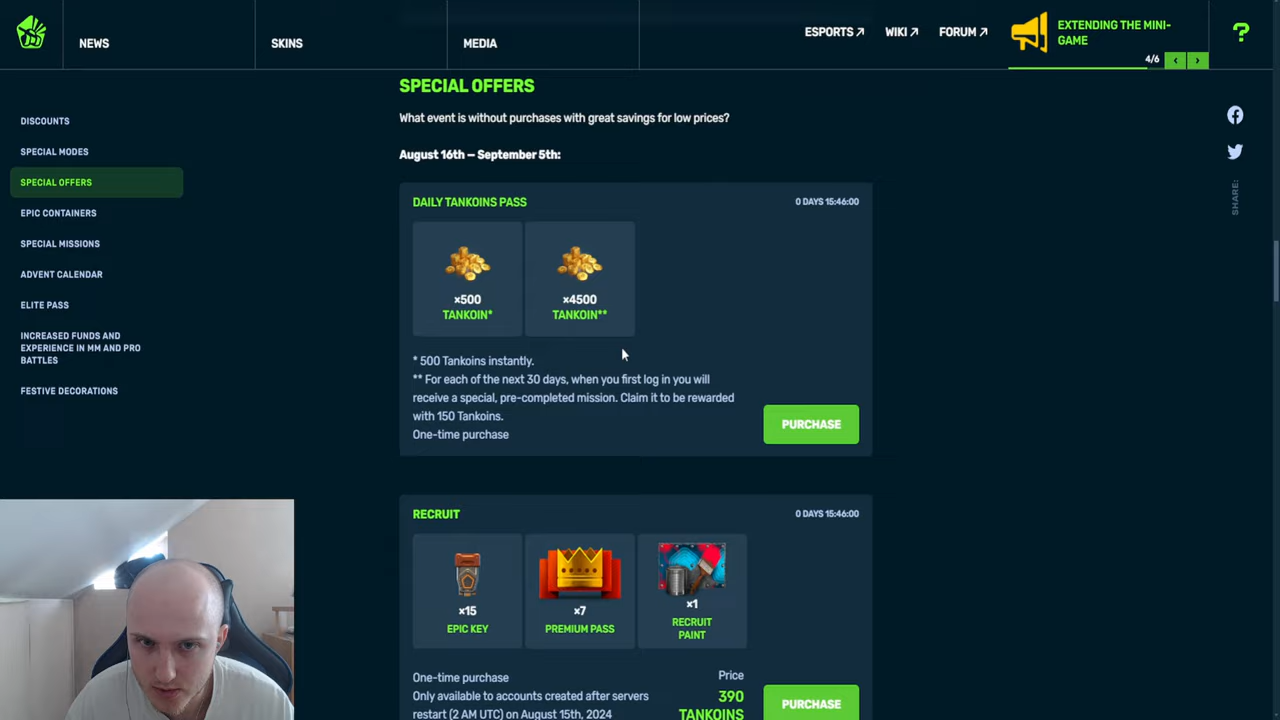 NEWS
SKINS
MEDIA
ESPORTS
WIKI
FORUM
EXTENDING THE MINI-
GAME
4/6
?
DISCOUNTS
SPECIAL MODES
SPECIAL OFFERS
EPIC CONTAINERS
SPECIAL MISSIONS
ADVENT CALENDAR
ELITE PASS
INCREASED FUNDS AND
EXPERIENCE IN MM AND PRO
BATTLES
FESTIVE DECORATIONS
SPECIAL OFFERS
What event is without purchases with great savings for low prices?
August 16th – September 5th:
DAILY TANKOINS PASS
0 DAYS 15:46:00
×500
TANKOIN*
×4500
TANKOIN**
* 500 Tankoins instantly.
** For each of the next 30 days, when you first log in you will
receive a special, pre-completed mission. Claim it to be rewarded
with 150 Tankoins.
One-time purchase
PURCHASE
RECRUIT
0 DAYS 15:46:00
×15
EPIC KEY
×7
PREMIUM PASS
×1
RECRUIT
PAINT
One-time purchase
Only available to accounts created after servers
restart (2 AM UTC) on August 15th, 2024
Price
390
TANKOINS
PURCHASE
SHARE: